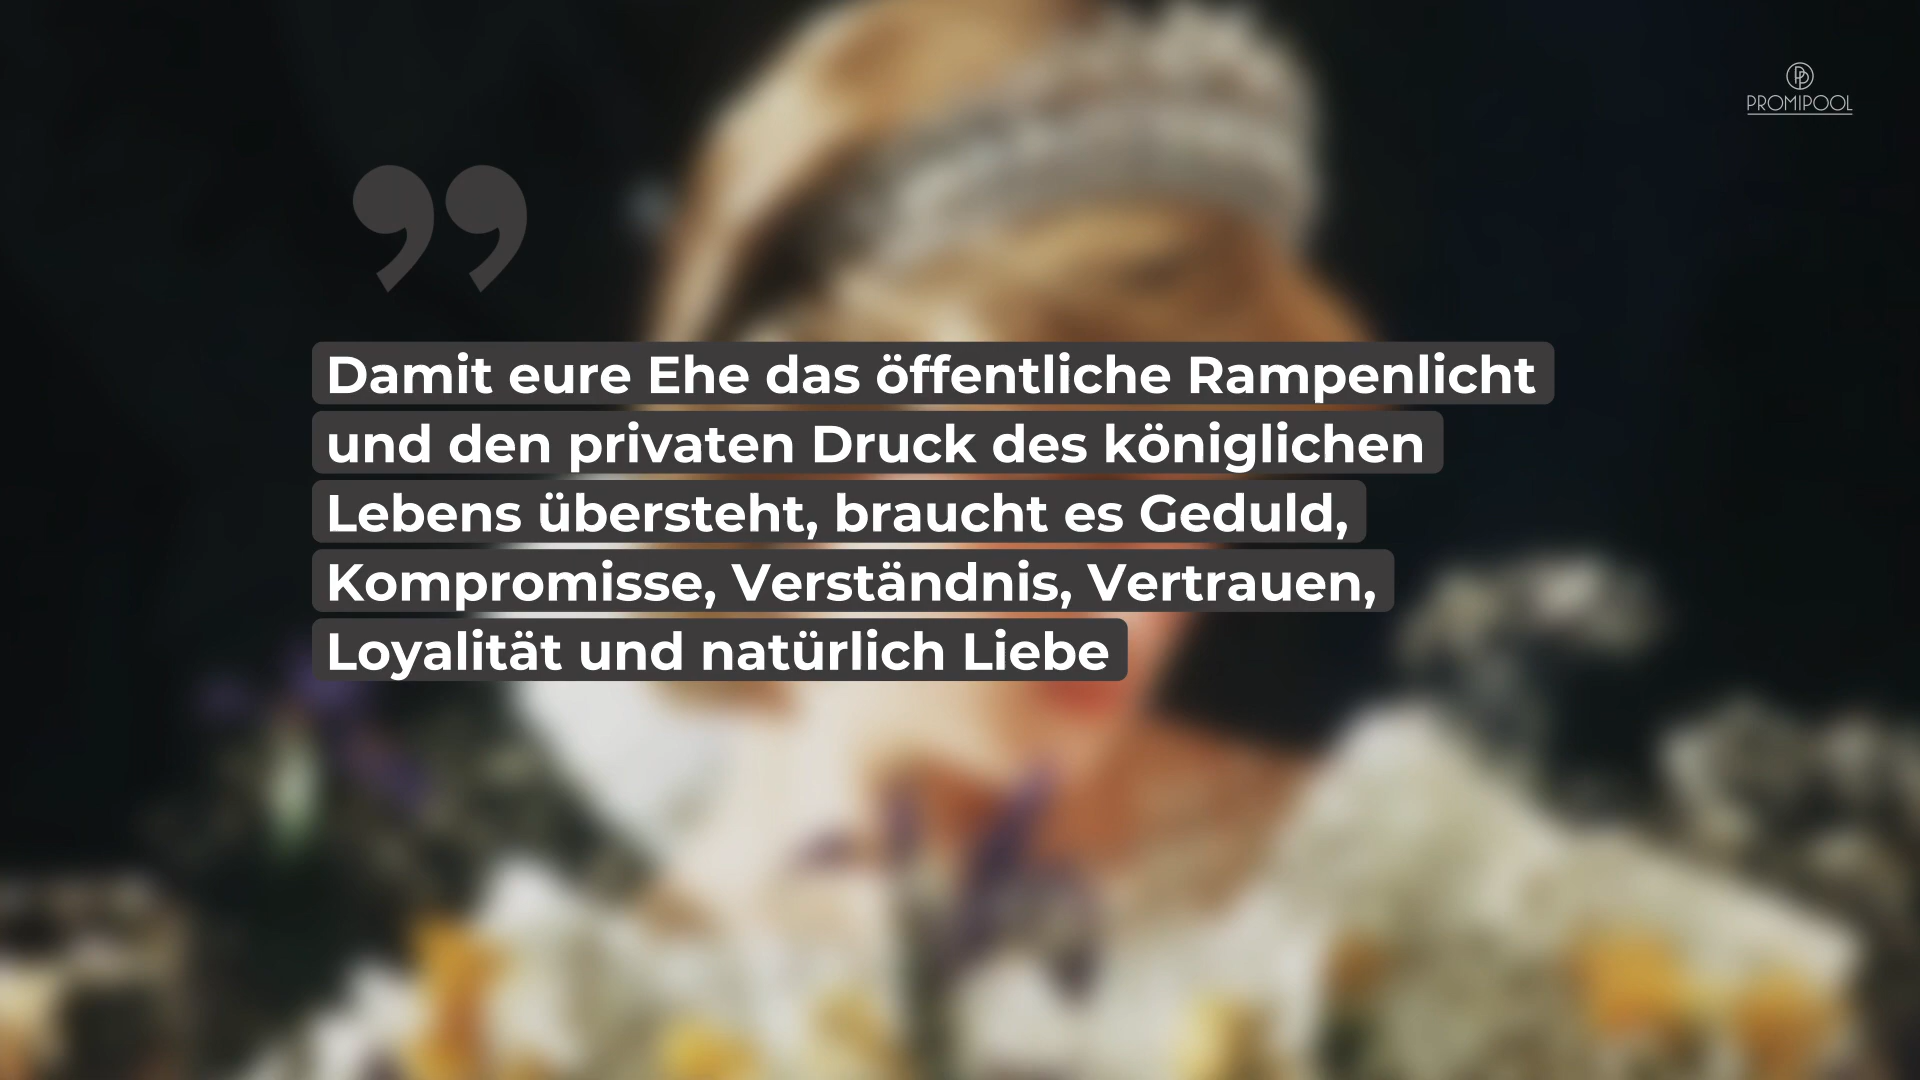 PROMIPOOL
”
Damit eure Ehe das öffentliche Rampenlicht
und den privaten Druck des königlichen
Lebens übersteht, braucht es Geduld,
Kompromisse, Verständnis, Vertrauen,
Loyalität und natürlich Liebe